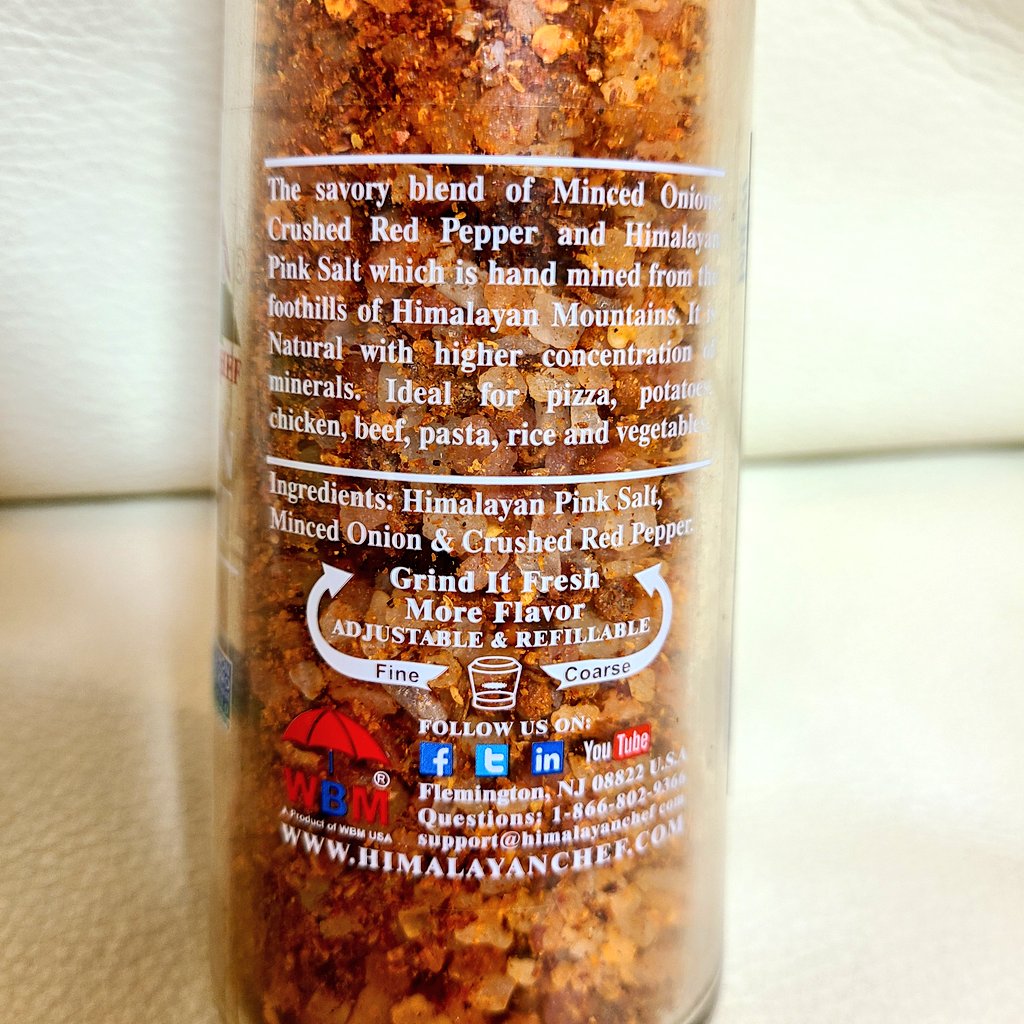 The savory blend of Minced Onions,
Crushed Red Pepper and Himalayan
Pink Salt which is hand mined from the
foothills of Himalayan Mountains. It is
Natural with higher concentration of
minerals. Ideal for pizza, potatoes,
chicken, beef, pasta, rice and vegetables.
Ingredients: Himalayan Pink Salt,
Minced Onion & Crushed Red Pepper.
Grind It Fresh
More Flavor
ADJUSTABLE & REFILLABLE
Fine
Coarse
FOLLOW US ON:
f t in YouTube
WBM®
A Product of WBM USA
Flemington, NJ 08822 U.S.A
Questions: 1-866-802-9366
support@himalayanchef.com
WWW.HIMALAYANCHEF.COM